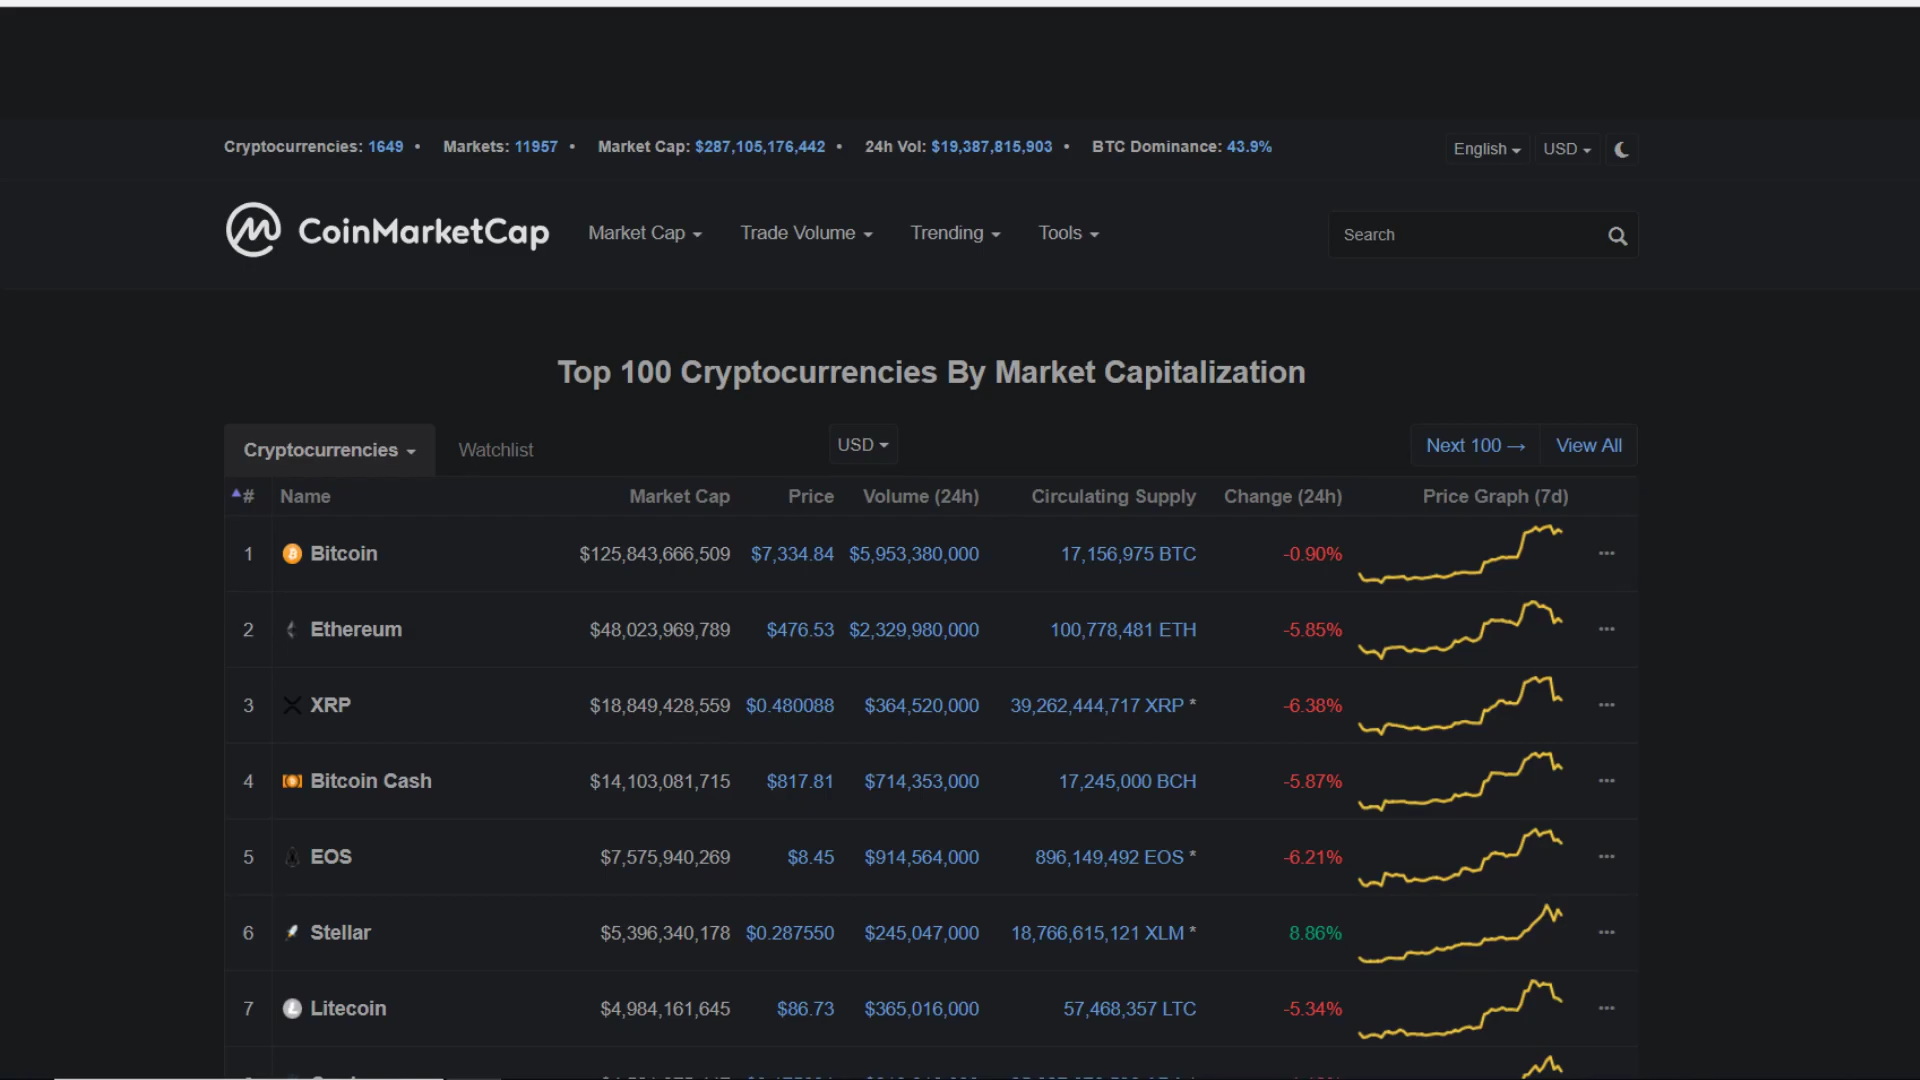 Cryptocurrencies: 1649 • Markets: 11957 • Market Cap: $287,105,176,442 • 24h Vol: $19,387,815,903 • BTC Dominance: 43.9% English USD
CoinMarketCap Market Cap Trade Volume Trending Tools Search
Top 100 Cryptocurrencies By Market Capitalization
Cryptocurrencies Watchlist USD Next 100 → View All
# Name Market Cap Price Volume (24h) Circulating Supply Change (24h) Price Graph (7d)
1 Bitcoin $125,843,666,509 $7,334.84 $5,953,380,000 17,156,975 BTC -0.90%
2 Ethereum $48,023,969,789 $476.53 $2,329,980,000 100,778,481 ETH -5.85%
3 XRP $18,849,428,559 $0.480088 $364,520,000 39,262,444,717 XRP * -6.38%
4 Bitcoin Cash $14,103,081,715 $817.81 $714,353,000 17,245,000 BCH -5.87%
5 EOS $7,575,940,269 $8.45 $914,564,000 896,149,492 EOS * -6.21%
6 Stellar $5,396,340,178 $0.287550 $245,047,000 18,766,615,121 XLM * 8.86%
7 Litecoin $4,984,161,645 $86.73 $365,016,000 57,468,357 LTC -5.34%